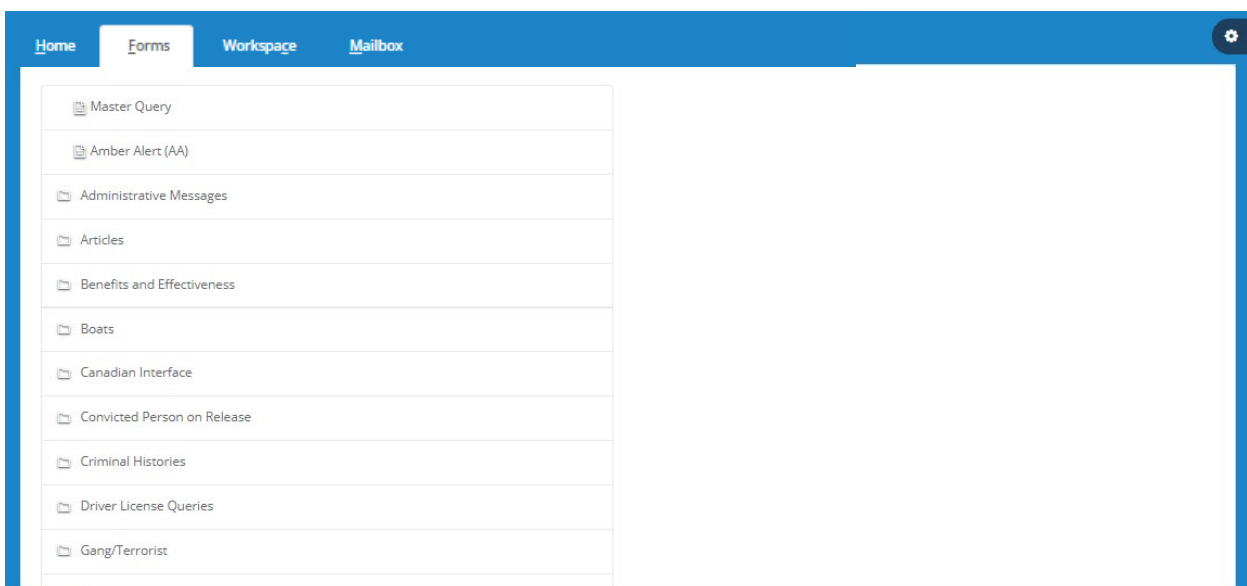 Home Forms Workspace Mailbox
Master Query
Amber Alert (AA)
Administrative Messages
Articles
Benefits and Effectiveness
Boats
Canadian Interface
Convicted Person on Release
Criminal Histories
Driver License Queries
Gang/Terrorist